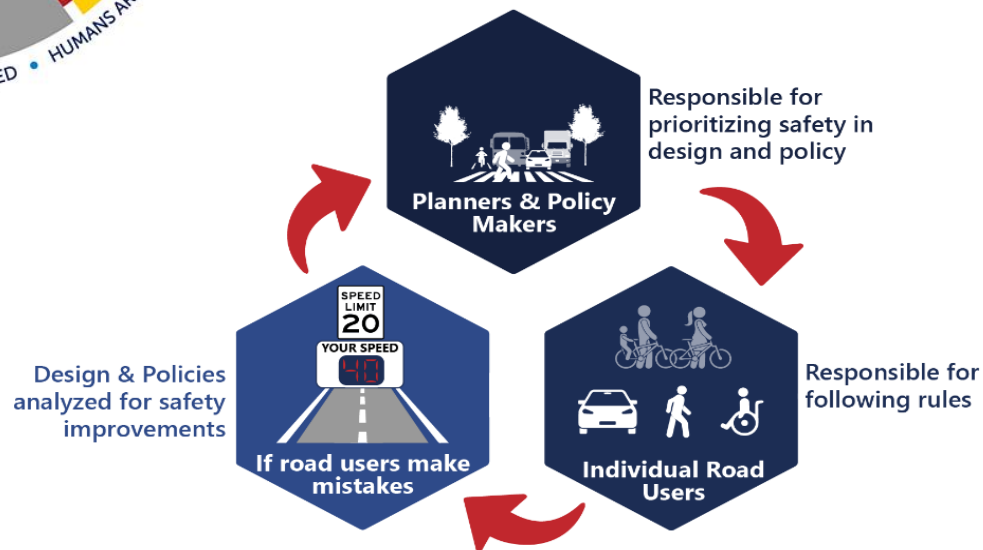 ED • HUMANS AR
Responsible for
prioritizing safety in
design and policy
Planners & Policy
Makers
SPEED
LIMIT
20
YOUR SPEED
40
Design & Policies
analyzed for safety
improvements
If road users make
mistakes
Responsible for
following rules
Individual Road
Users